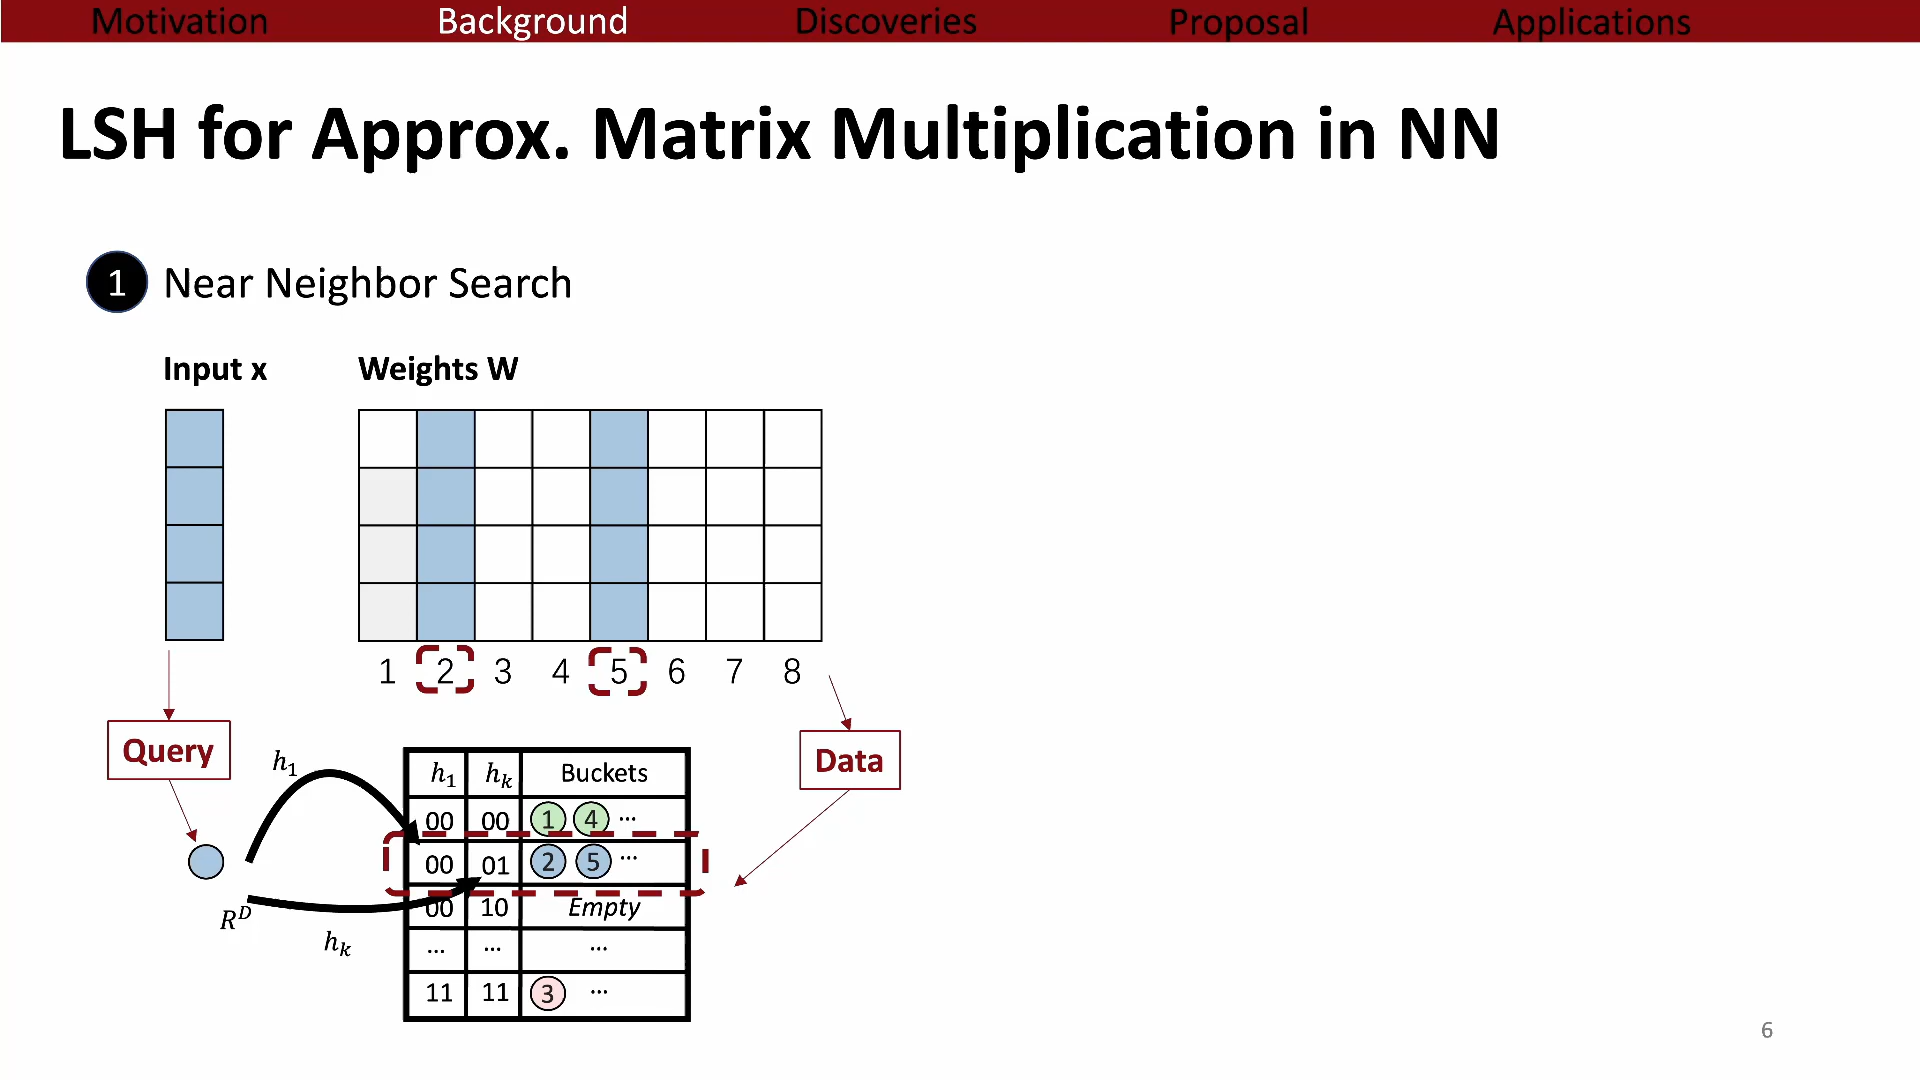 Motivation Background Discoveries Proposal Applications
LSH for Approx. Matrix Multiplication in NN
1 Near Neighbor Search
Input x Weights W
1 2 3 4 5 6 7 8
Query
Data
h₁
h₁ hₖ Buckets
00 00 1 4 ...
00 01 2 5 ...
00 10 Empty
... ... ...
11 11 3 ...
Rᴰ
hₖ
6